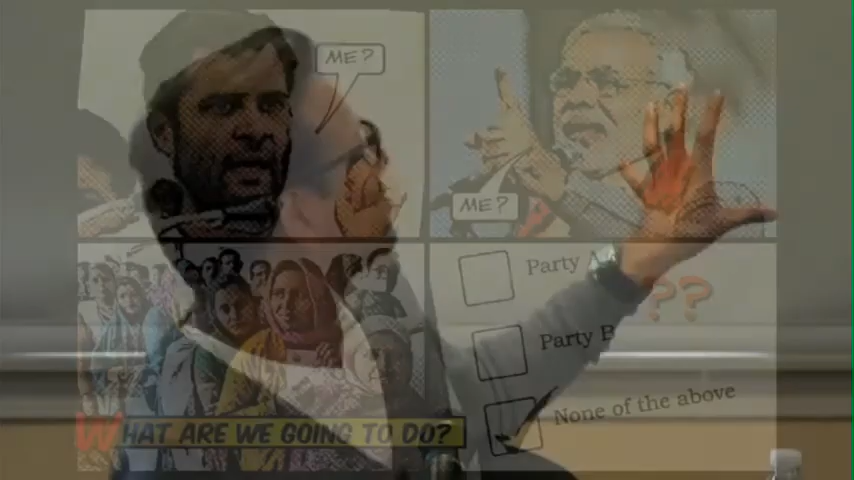 ME?
ME?
Party
??
Party B
None of the above
WHAT ARE WE GOING TO DO?